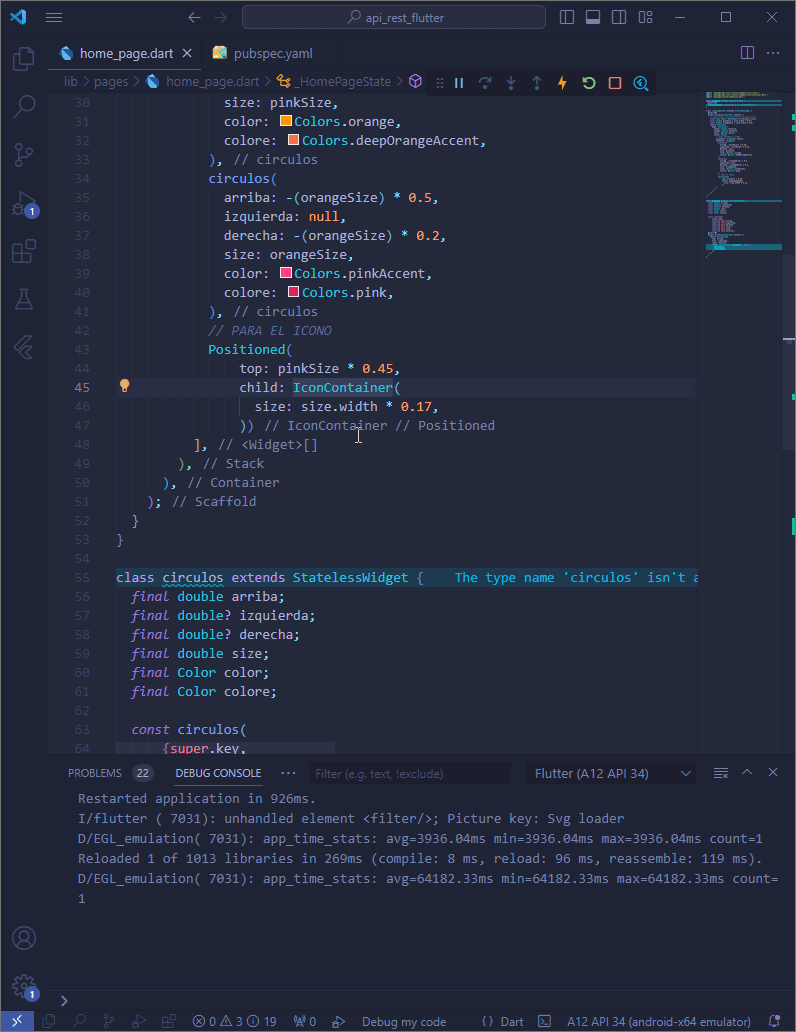 api_rest_flutter
home_page.dart
pubspec.yaml
lib > pages > home_page.dart > _HomePageState >
30 size: pinkSize,
31 color: Colors.orange,
32 colore: Colors.deepOrangeAccent,
33 ), // circulos
34 circulos(
35 arriba: -(orangeSize) * 0.5,
36 izquierda: null,
37 derecha: -(orangeSize) * 0.2,
38 size: orangeSize,
39 color: Colors.pinkAccent,
40 colore: Colors.pink,
41 ), // circulos
42 // PARA EL ICONO
43 Positioned(
44 top: pinkSize * 0.45,
45 child: IconContainer(
46 size: size.width * 0.17,
47 )) // IconContainer // Positioned
48 ], // <Widget>[]
49 ), // Stack
50 ), // Container
51 ); // Scaffold
52 }
53 }
54
55 class circulos extends StatelessWidget { The type name 'circulos' isn't a
56 final double arriba;
57 final double? izquierda;
58 final double? derecha;
59 final double size;
60 final Color color;
61 final Color colore;
62
63 const circulos(
64 {super.key,
1
PROBLEMS 22 DEBUG CONSOLE ··· Filter (e.g. text, !exclude) Flutter (A12 API 34)
Restarted application in 926ms.
I/flutter ( 7031): unhandled element <filter/>; Picture key: Svg loader
D/EGL_emulation( 7031): app_time_stats: avg=3936.04ms min=3936.04ms max=3936.04ms count=1
Reloaded 1 of 1013 libraries in 269ms (compile: 8 ms, reload: 96 ms, reassemble: 119 ms).
D/EGL_emulation( 7031): app_time_stats: avg=64182.33ms min=64182.33ms max=64182.33ms count=
1
1
>
0 3 19 0 Debug my code {} Dart A12 API 34 (android-x64 emulator)